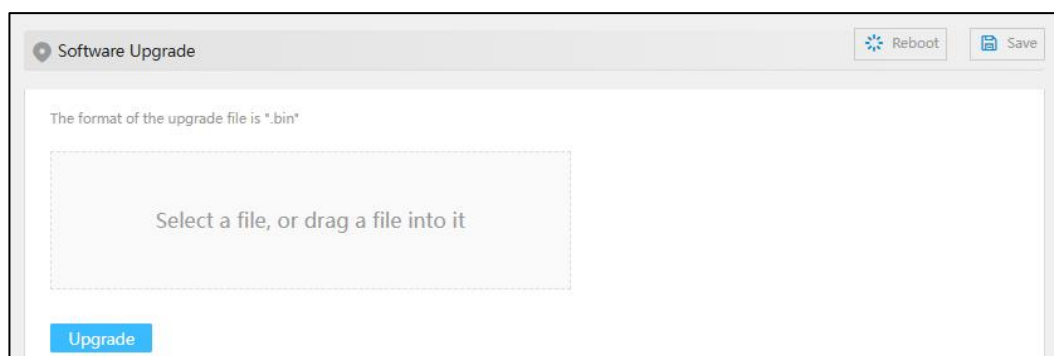 Software Upgrade
Reboot
Save
The format of the upgrade file is ".bin"
Select a file, or drag a file into it
Upgrade